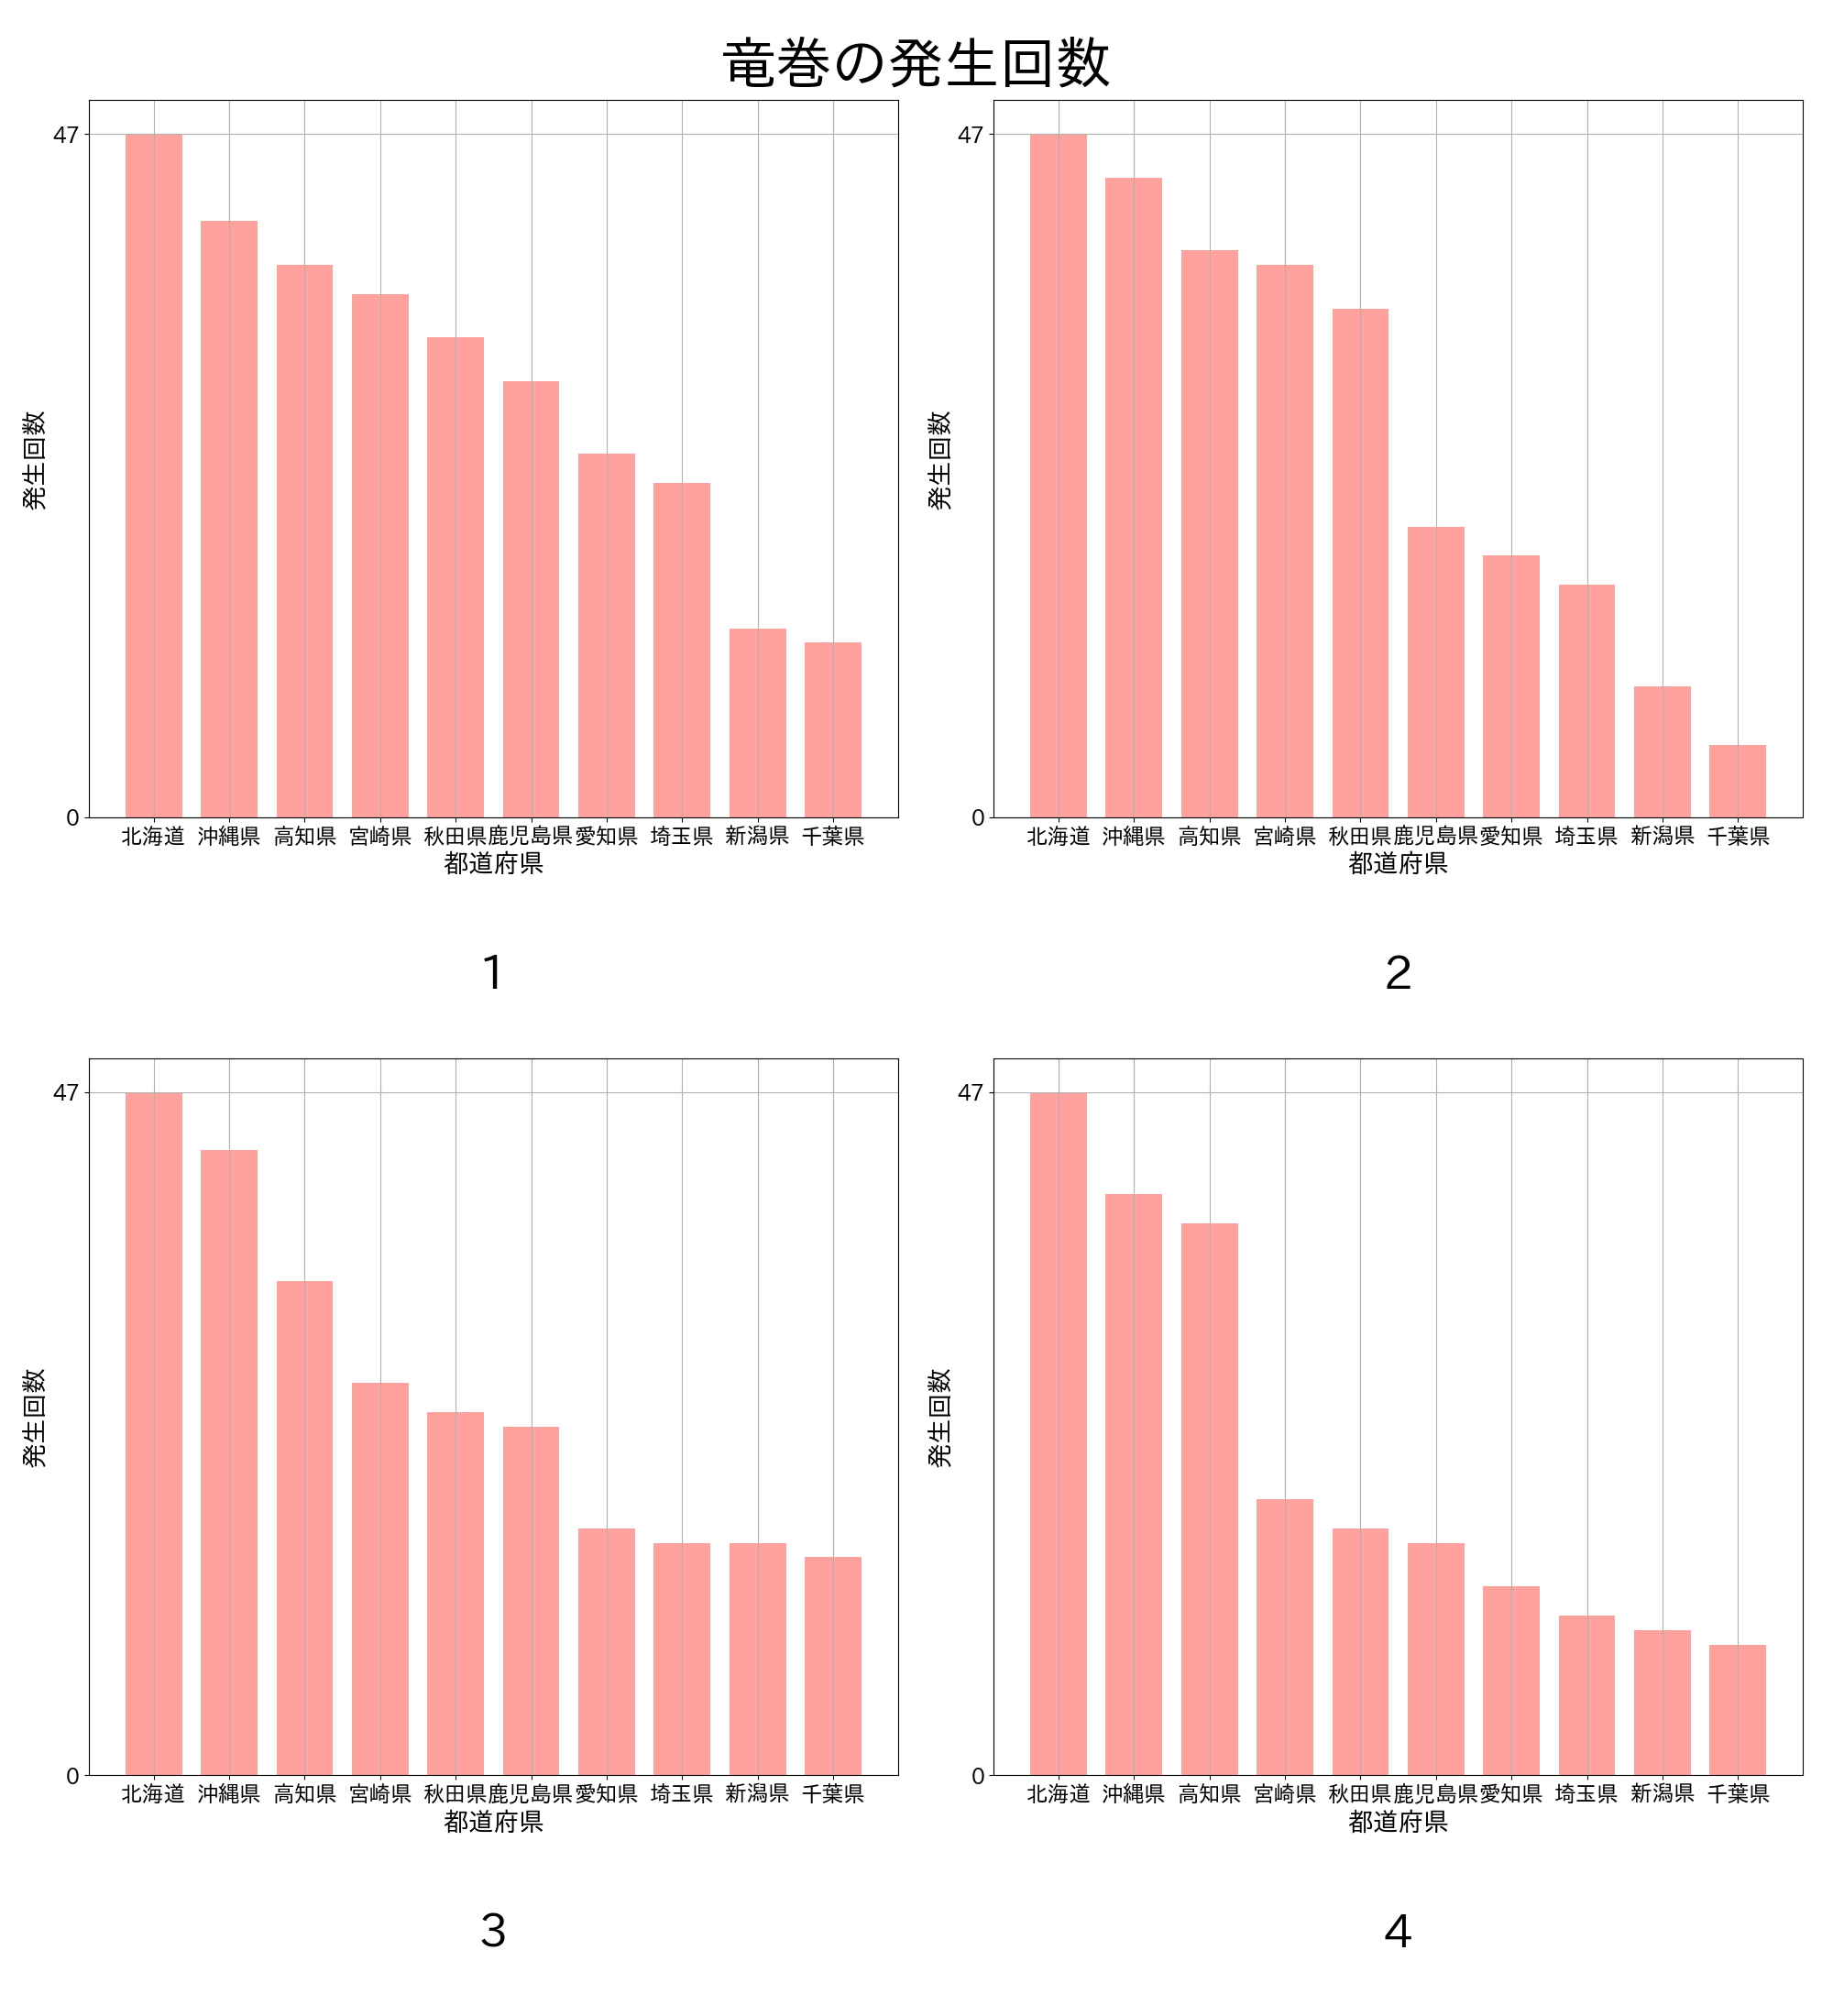 竜巻の発生回数
47
0
発生回数
北海道 沖縄県 高知県 宮崎県 秋田県 鹿児島県 愛知県 埼玉県 新潟県 千葉県
都道府県
1
47
0
発生回数
北海道 沖縄県 高知県 宮崎県 秋田県 鹿児島県 愛知県 埼玉県 新潟県 千葉県
都道府県
2
47
0
発生回数
北海道 沖縄県 高知県 宮崎県 秋田県 鹿児島県 愛知県 埼玉県 新潟県 千葉県
都道府県
3
47
0
発生回数
北海道 沖縄県 高知県 宮崎県 秋田県 鹿児島県 愛知県 埼玉県 新潟県 千葉県
都道府県
4